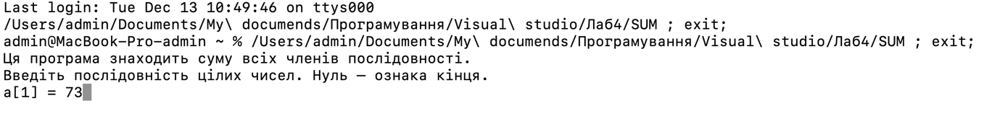 Last login: Tue Dec 13 10:49:46 on ttys000
/Users/admin/Documents/My\ documends/Програмування/Visual\ studio/Лаб4/SUM ; exit;
admin@MacBook-Pro-admin ~ % /Users/admin/Documents/My\ documends/Програмування/Visual\ studio/Лаб4/SUM ; exit;
Ця програма знаходить суму всіх членів послідовності.
Введіть послідовність цілих чисел. Нуль – ознака кінця.
a[1] = 73